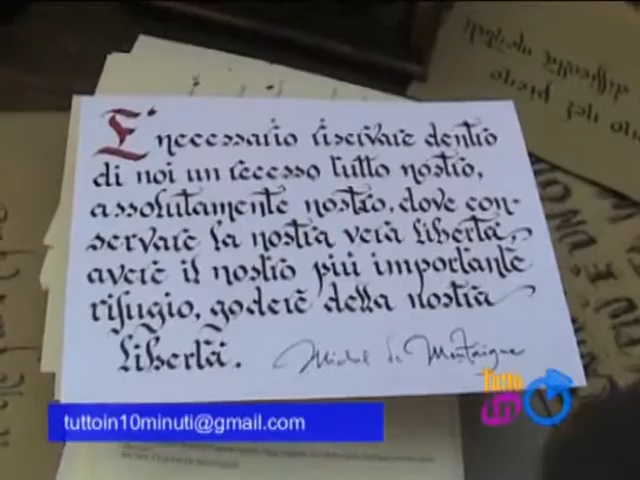 E' necessario riservare dentro
di noi un recesso tutto nostro,
assolutamente nostro, dove con-
servare la nostra vera libertà,
avere il nostro più importante
rifugio, godere della nostra
libertà. Michel de Montaigne
tuttoin10minuti@gmail.com
Tutto
difficoltà